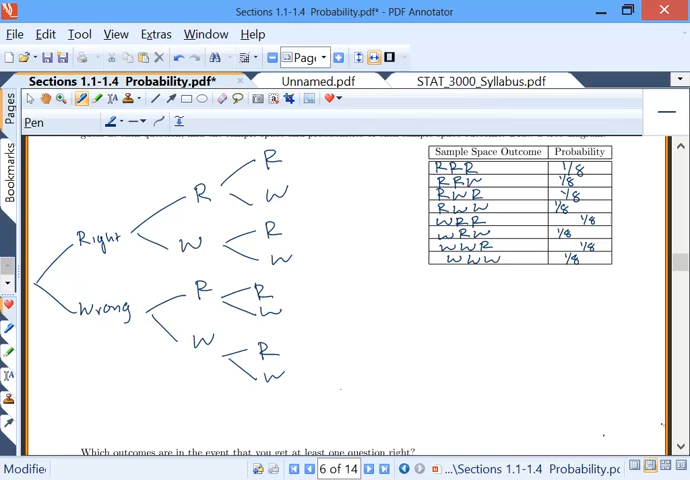 Sections 1.1-1.4 Probability.pdf* - PDF Annotator
File Edit Tool View Insert Extras Window Help
Page
Sections 1.1-1.4 Probability.pdf* Unnamed.pdf STAT_3000_Syllabus.pdf
Pages
Bookmarks
Pen
Sample Space Outcome Probability
RRR 1/8
RRW 1/8
RWR 1/8
RWW 1/8
WRR 1/8
WRW 1/8
WWR 1/8
WWW 1/8
R
R
W
Right
R
W
W
R
R
Wrong
W
W
R
W
Which outcomes are in the event that you get at least one question right?
Modifie 6 of 14 ...\Sections 1.1-1.4 Probability.pd